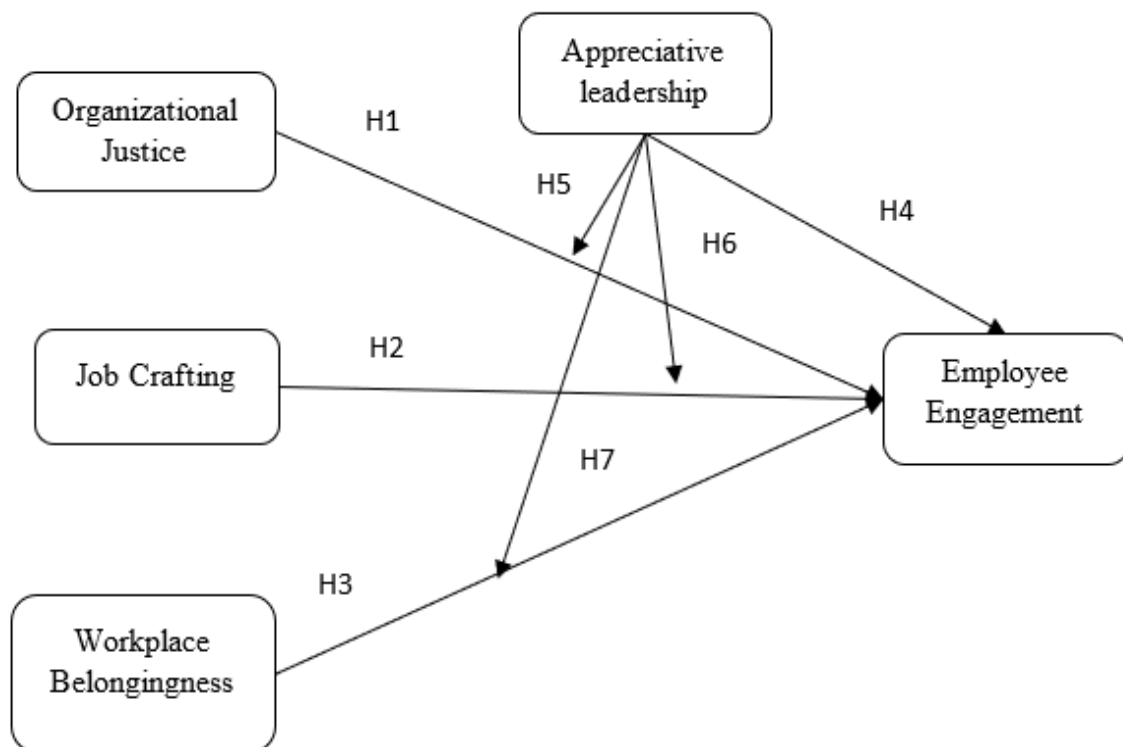 Appreciative
leadership
Organizational
Justice
H1
H5
H4
H6
Job Crafting
H2
Employee
Engagement
H7
H3
Workplace
Belongingness